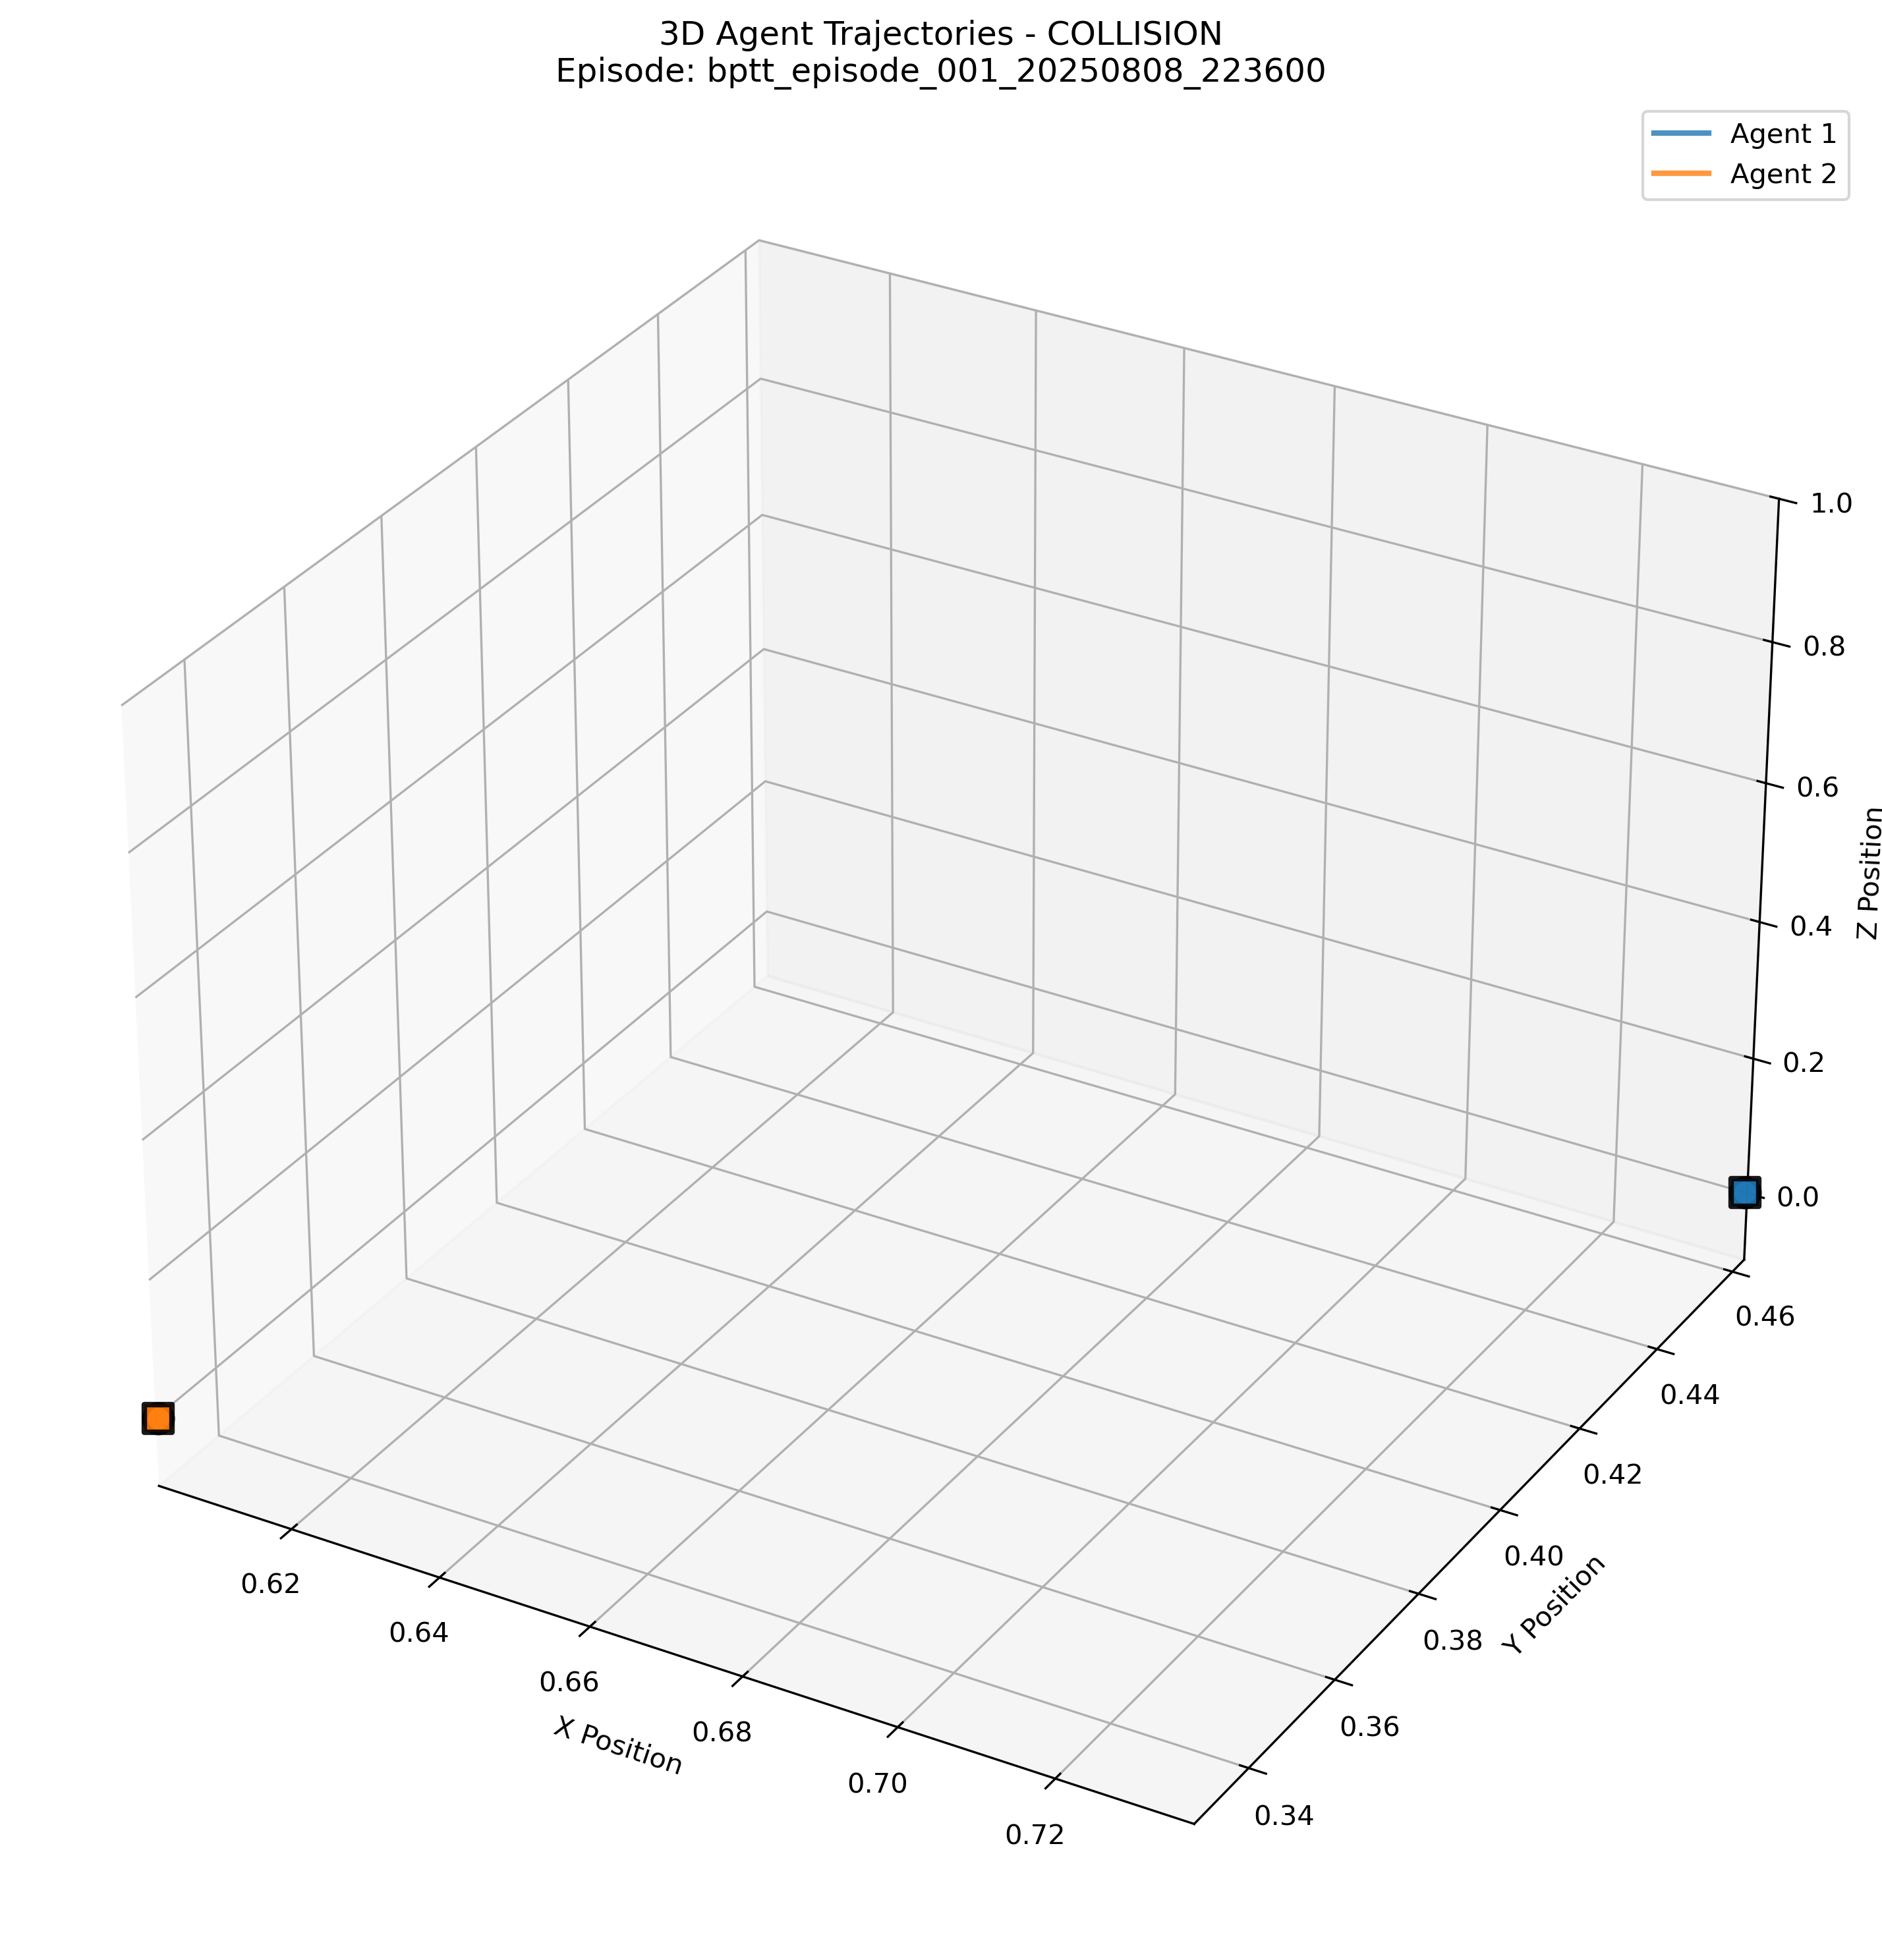 3D Agent Trajectories - COLLISION
Episode: bptt_episode_001_20250808_223600
Agent 1
Agent 2
1.0
0.8
0.6
0.4
0.2
0.0
Z Position
0.46
0.44
0.42
0.40
0.38
0.36
0.34
Y Position
0.62
0.64
0.66
0.68
0.70
0.72
X Position